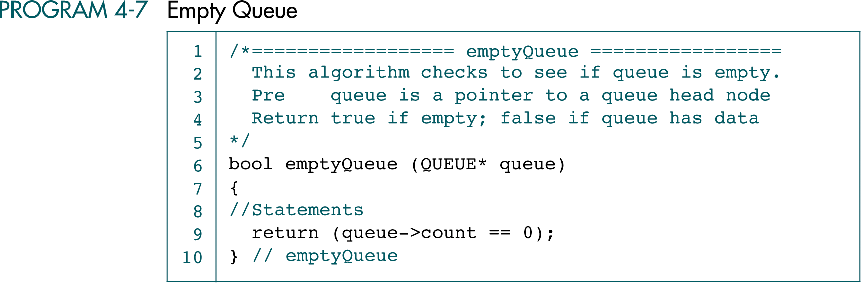 PROGRAM 4-7 Empty Queue
1 /*================== emptyQueue =================
2 This algorithm checks to see if queue is empty.
3 Pre queue is a pointer to a queue head node
4 Return true if empty; false if queue has data
5 */
6 bool emptyQueue (QUEUE* queue)
7 {
8 //Statements
9 return (queue->count == 0);
10 } // emptyQueue